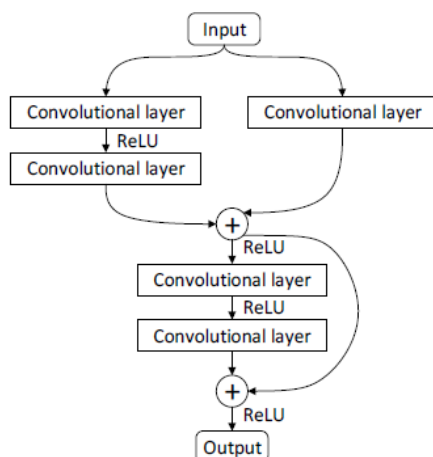 Input
Convolutional layer
Convolutional layer
ReLU
Convolutional layer
+
ReLU
Convolutional layer
ReLU
Convolutional layer
+
ReLU
Output